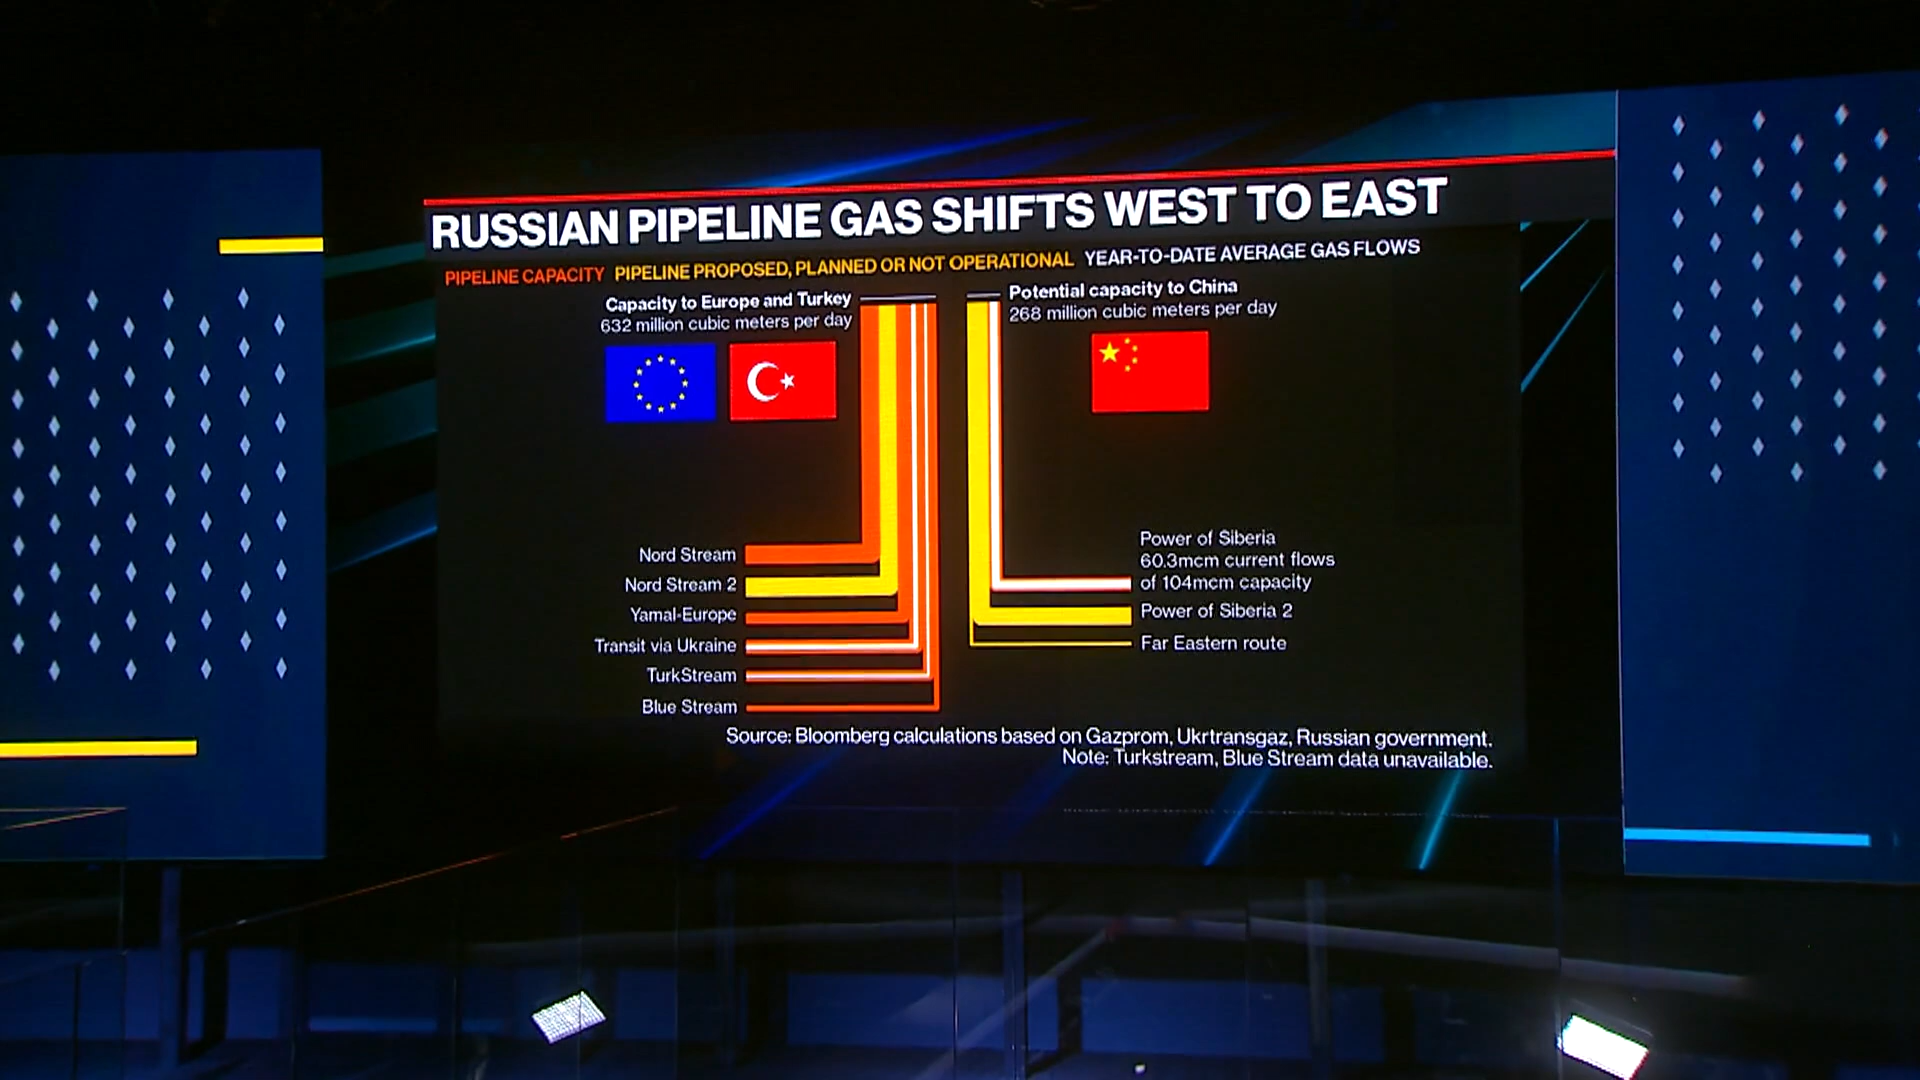 RUSSIAN PIPELINE GAS SHIFTS WEST TO EAST
PIPELINE CAPACITY PIPELINE PROPOSED, PLANNED OR NOT OPERATIONAL YEAR-TO-DATE AVERAGE GAS FLOWS
Capacity to Europe and Turkey
632 million cubic meters per day
Potential capacity to China
268 million cubic meters per day
Nord Stream
Nord Stream 2
Yamal-Europe
Transit via Ukraine
TurkStream
Blue Stream
Power of Siberia
60.3mcm current flows
of 104mcm capacity
Power of Siberia 2
Far Eastern route
Source: Bloomberg calculations based on Gazprom, Ukrtransgaz, Russian government.
Note: Turkstream, Blue Stream data unavailable.